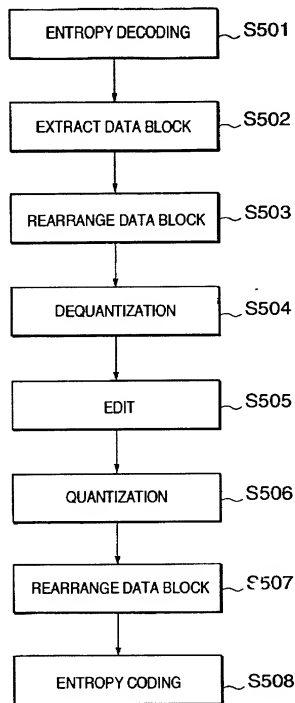 ENTROPY DECODING S501
EXTRACT DATA BLOCK S502
REARRANGE DATA BLOCK S503
DEQUANTIZATION S504
EDIT S505
QUANTIZATION S506
REARRANGE DATA BLOCK S507
ENTROPY CODING S508